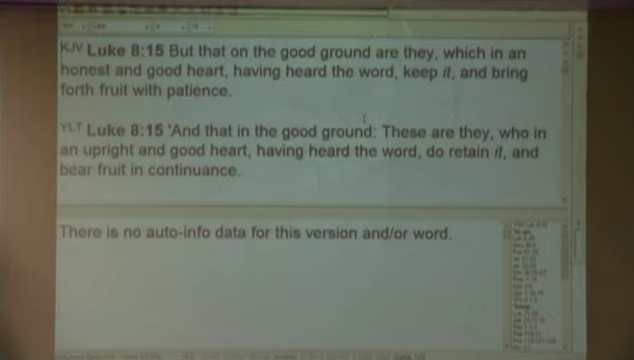 KJV Luke 8:15 But that on the good ground are they, which in an
honest and good heart, having heard the word, keep it, and bring
forth fruit with patience.
YLT Luke 8:15 'And that in the good ground: These are they, who in
an upright and good heart, having heard the word, do retain it, and
bear fruit in continuance.
There is no auto-info data for this version and/or word.